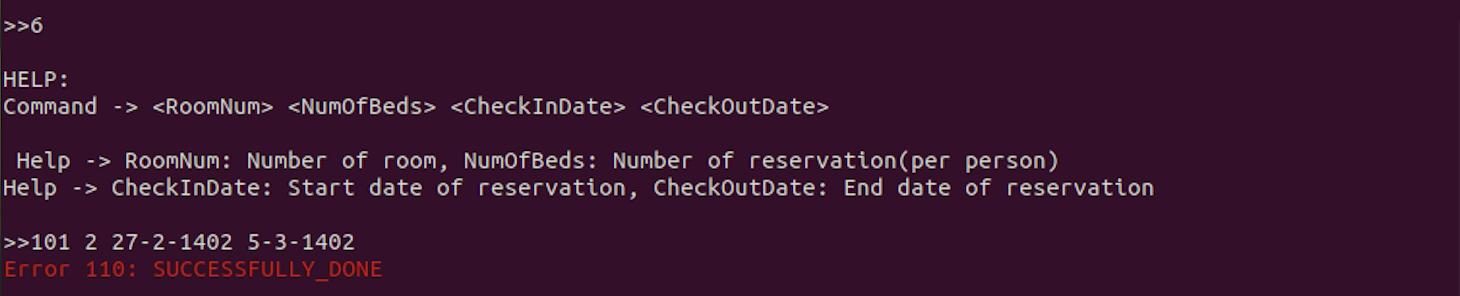 >>6
HELP:
Command -> <RoomNum> <NumOfBeds> <CheckInDate> <CheckOutDate>
Help -> RoomNum: Number of room, NumOfBeds: Number of reservation(per person)
Help -> CheckInDate: Start date of reservation, CheckOutDate: End date of reservation
>>101 2 27-2-1402 5-3-1402
Error 110: SUCCESSFULLY_DONE